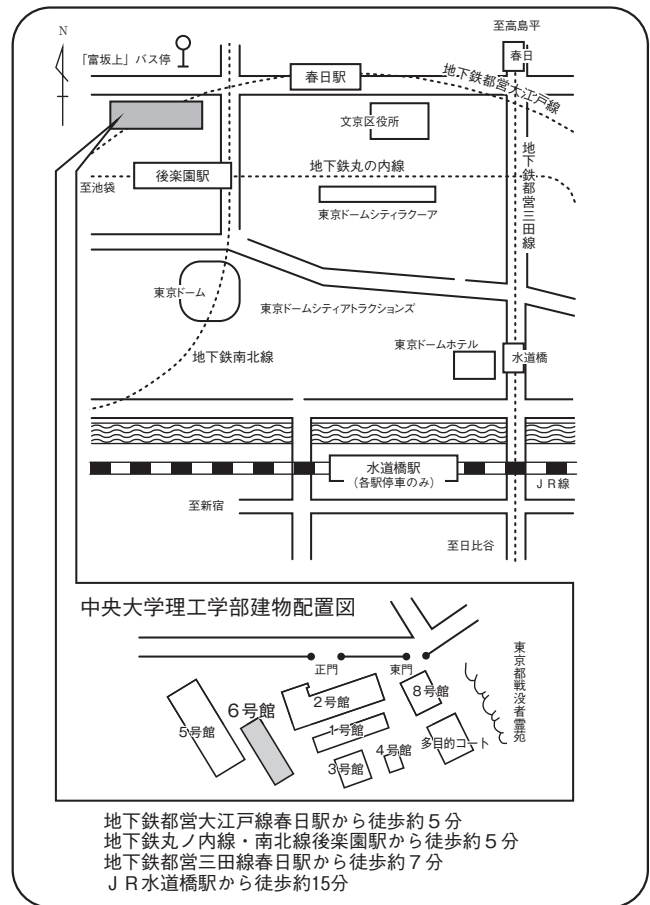 至高島平
N
「富坂上」バス停
春日駅
春日
地下鉄都営大江戸線
文京区役所
地下鉄丸の内線
後楽園駅
至池袋
地下鉄都営三田線
東京ドームシティラクーア
東京ドーム
東京ドームシティアトラクションズ
地下鉄南北線
東京ドームホテル
水道橋
水道橋駅
(各駅停車のみ)
ＪＲ線
至新宿
至日比谷
中央大学理工学部建物配置図
正門
東門
東京都戦没者霊苑
5号館
6号館
2号館
8号館
1号館
3号館
4号館
多目的コート
地下鉄都営大江戸線春日駅から徒歩約５分
地下鉄丸ノ内線・南北線後楽園駅から徒歩約５分
地下鉄都営三田線春日駅から徒歩約７分
ＪＲ水道橋駅から徒歩約15分